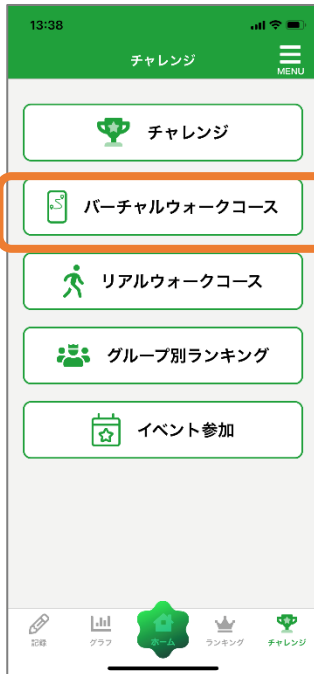 13:38
チャレンジ
MENU
チャレンジ
バーチャルウォークコース
リアルウォークコース
グループ別ランキング
イベント参加
記録 グラフ ホーム ランキング チャレンジ